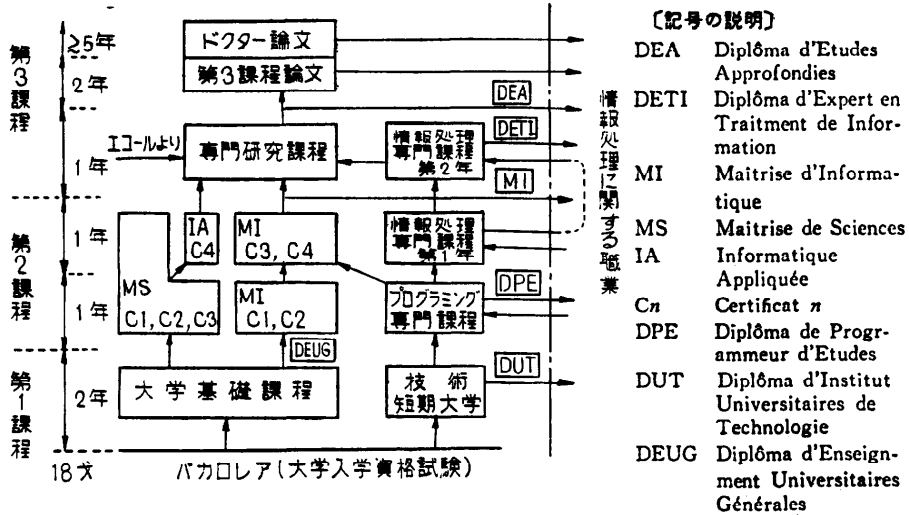 第3課程
≥5年
2年
1年
第2課程
1年
1年
第1課程
2年
18才
ドクター論文
第3課程論文
DEA
エコールより
専門研究課程
情報処理
専門課程
第2年
DETI
MI
IA
C4
MI
C3, C4
情報処理
専門課程
第1年
MS
C1, C2, C3
MI
C1, C2
プログラミング
専門課程
DPE
DEUG
大学基礎課程
技術
短期大学
DUT
バカロレア(大学入学資格試験)
情報処理に関する職業
〔記号の説明〕
DEA Diplôma d'Etudes
Approfondies
DETI Diplôma d'Expert en
Traitment de Infor-
mation
MI Maitrise d'Informa-
tique
MS Maitrise de Sciences
IA Informatique
Appliquée
Cn Certificat n
DPE Diplôma de Progr-
ammeur d'Etudes
DUT Diplôma d'Institut
Universitaires de
Technologie
DEUG Diplôma d'Enseign-
ment Universitaires
Générales